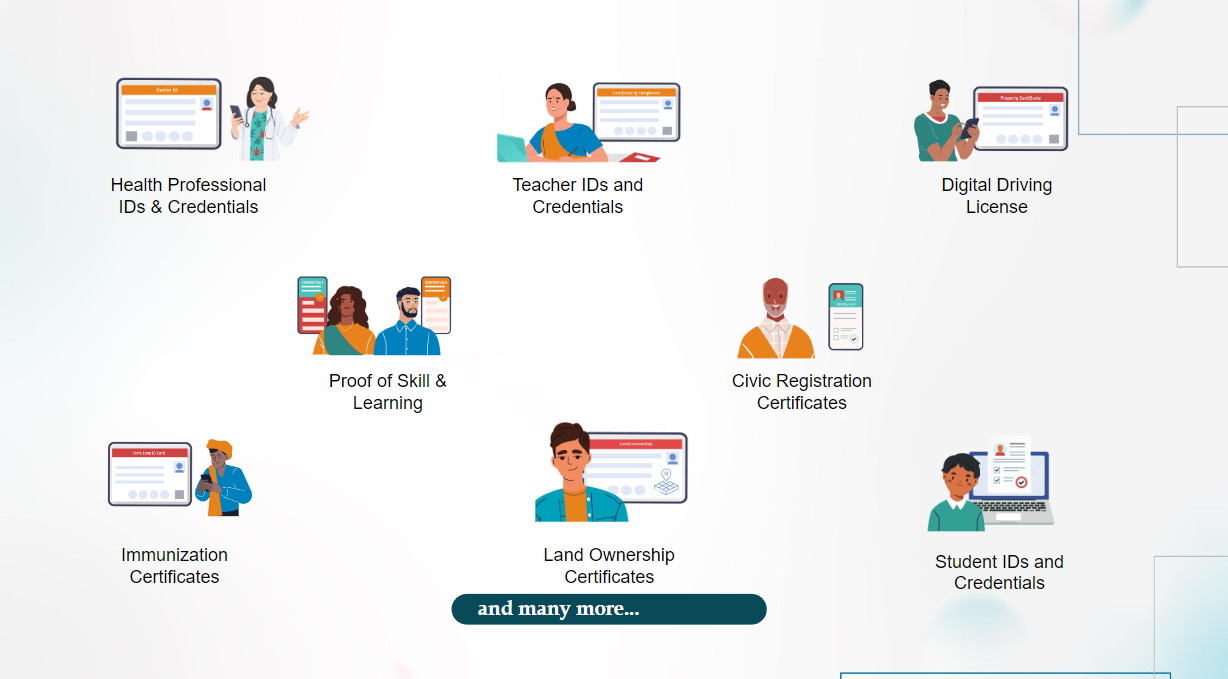 Doctor ID
Certificate of Completion
Property Certificate
Health Professional
IDs & Credentials
Teacher IDs and
Credentials
Digital Driving
License
Proof of Skill &
Learning
Civic Registration
Certificates
Farm Land ID Card
Land ownership
Immunization
Certificates
Land Ownership
Certificates
Student IDs and
Credentials
and many more...